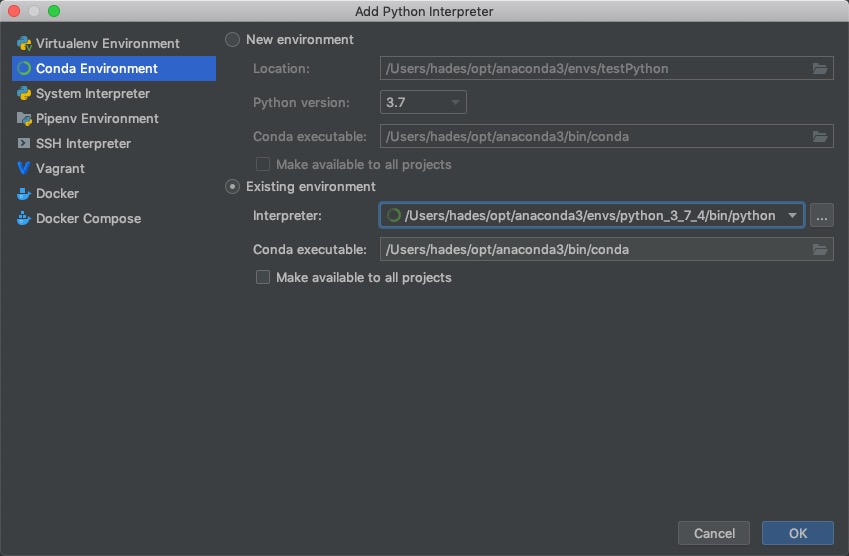 Add Python Interpreter
Virtualenv Environment
Conda Environment
System Interpreter
Pipenv Environment
SSH Interpreter
Vagrant
Docker
Docker Compose
New environment
Location: /Users/hades/opt/anaconda3/envs/testPython
Python version: 3.7
Conda executable: /Users/hades/opt/anaconda3/bin/conda
Make available to all projects
Existing environment
Interpreter: /Users/hades/opt/anaconda3/envs/python_3_7_4/bin/python ...
Conda executable: /Users/hades/opt/anaconda3/bin/conda
Make available to all projects
Cancel OK